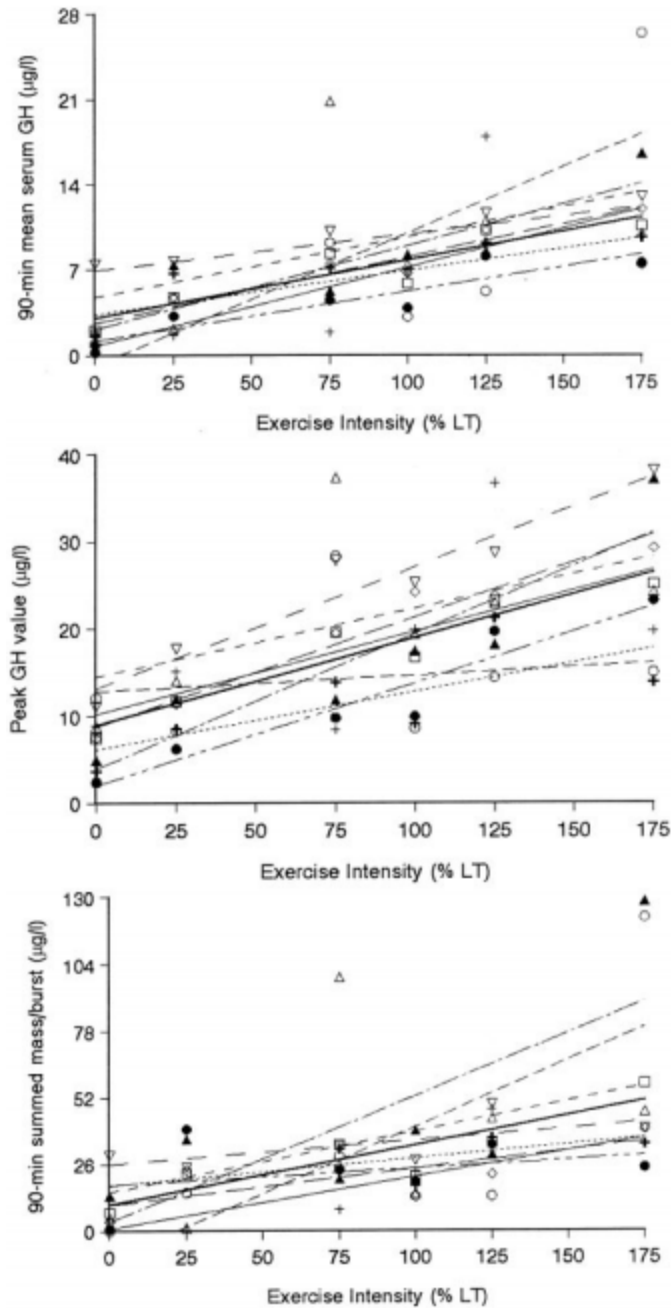 28
21
14
7
0
90-min mean serum GH (µg/l)
0 25 50 75 100 125 150 175
Exercise Intensity (% LT)
40
30
20
10
0
Peak GH value (µg/l)
0 25 50 75 100 125 150 175
Exercise Intensity (% LT)
130
104
78
52
26
0
90-min summed mass/burst (µg/l)
0 25 50 75 100 125 150 175
Exercise Intensity (% LT)